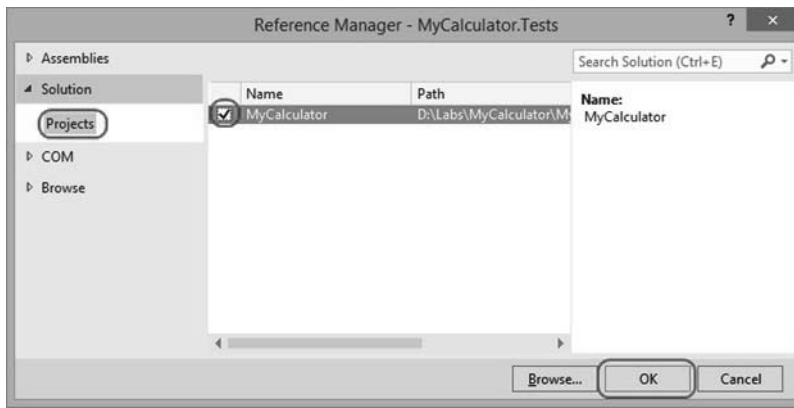 Reference Manager - MyCalculator.Tests
? ×
Assemblies
Solution
Projects
COM
Browse
Search Solution (Ctrl+E)
Name Path
MyCalculator D:\Labs\MyCalculator\M
Name:
MyCalculator
Browse... OK Cancel